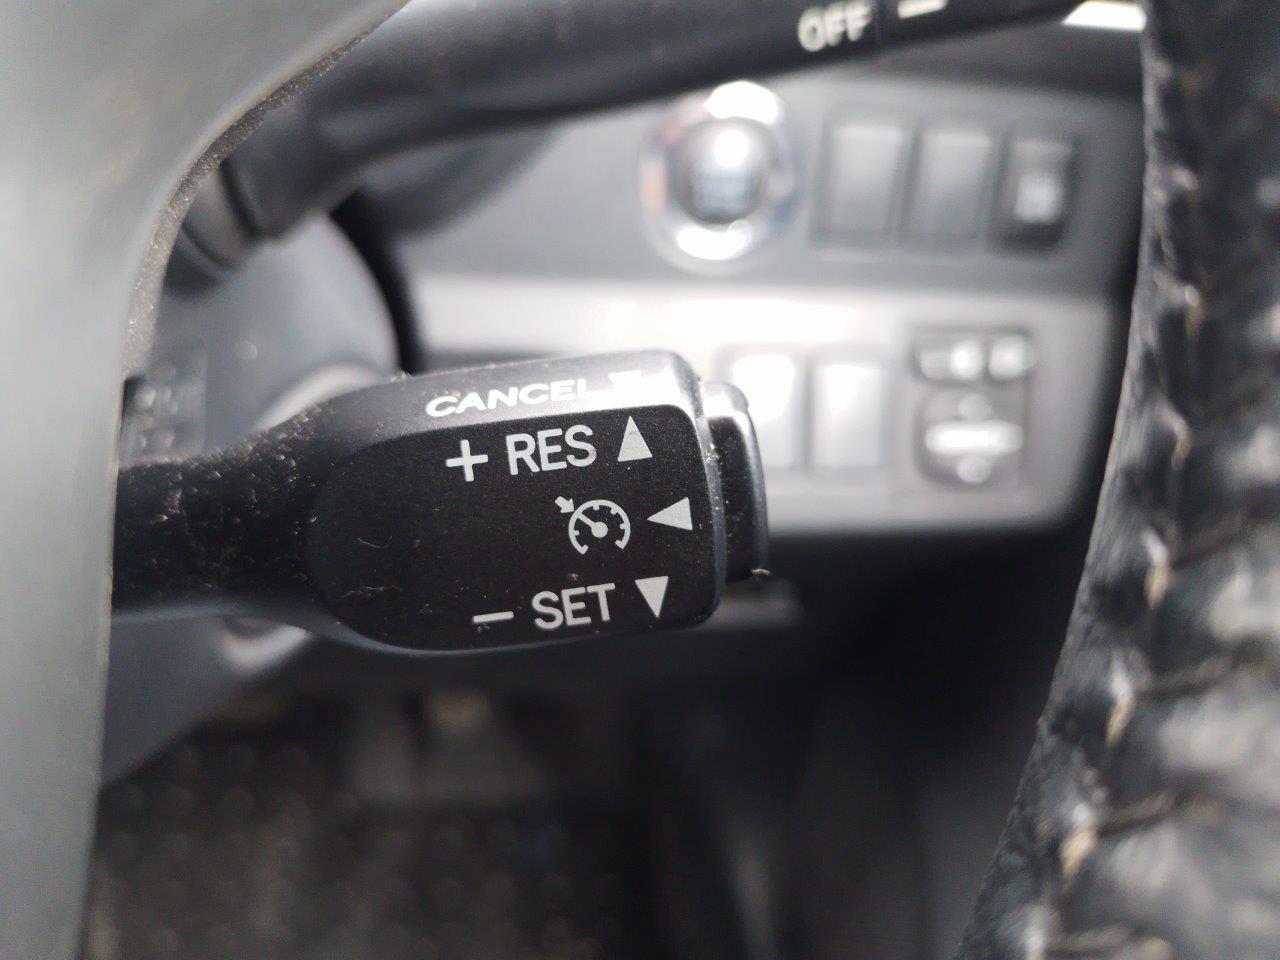 OFF
CANCEL
+ RES
– SET